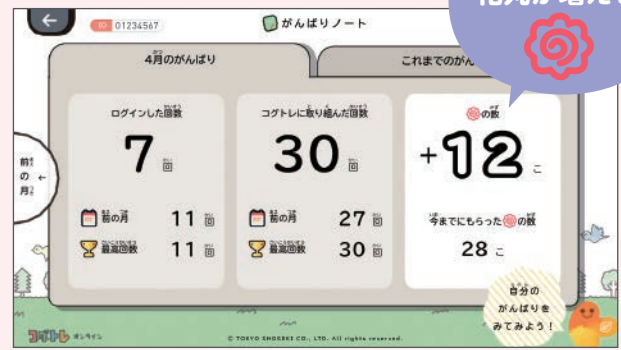 ID 01234567
がんばりノート
4月のがんばり
これまでのがん
ログインした回数
7回
前の月 11回
最高回数 11回
コグトレに取り組んだ回数
30回
前の月 27回
最高回数 30回
の数
+12こ
今までにもらった の数
28こ
前の月
自分の
がんばりを
みてみよう!
コグトレ オンライン
© TOKYO SHOSEKI CO., LTD. All rights reserved.